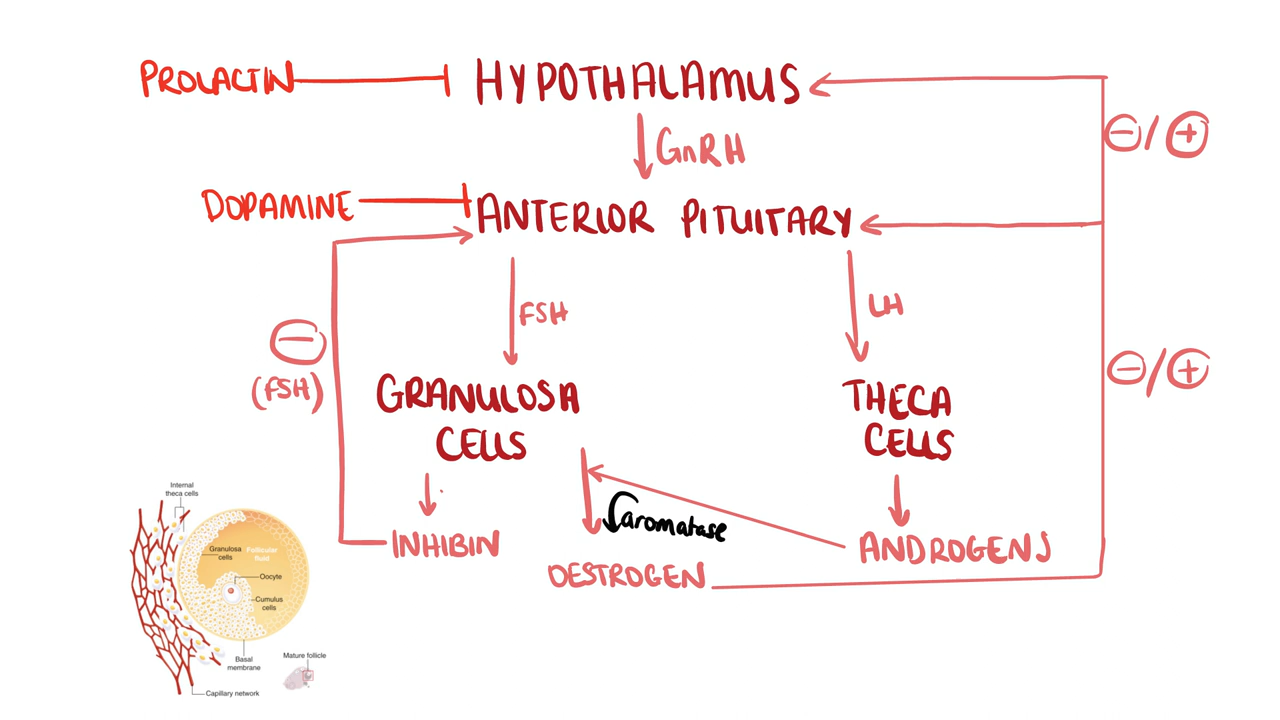 PROLACTIN
HYPOTHALAMUS
GnRH
⊖/⊕
DOPAMINE
ANTERIOR PITUITARY
FSH
LH
⊖
(FSH)
⊖/⊕
GRANULOSA
CELLS
THECA
CELLS
aromatase
INHIBIN
ANDROGENS
OESTROGEN
Internal
theca cells
Granulosa
cells
Follicular
fluid
Oocyte
Cumulus
cells
Basal
membrane
Mature follicle
Capillary network